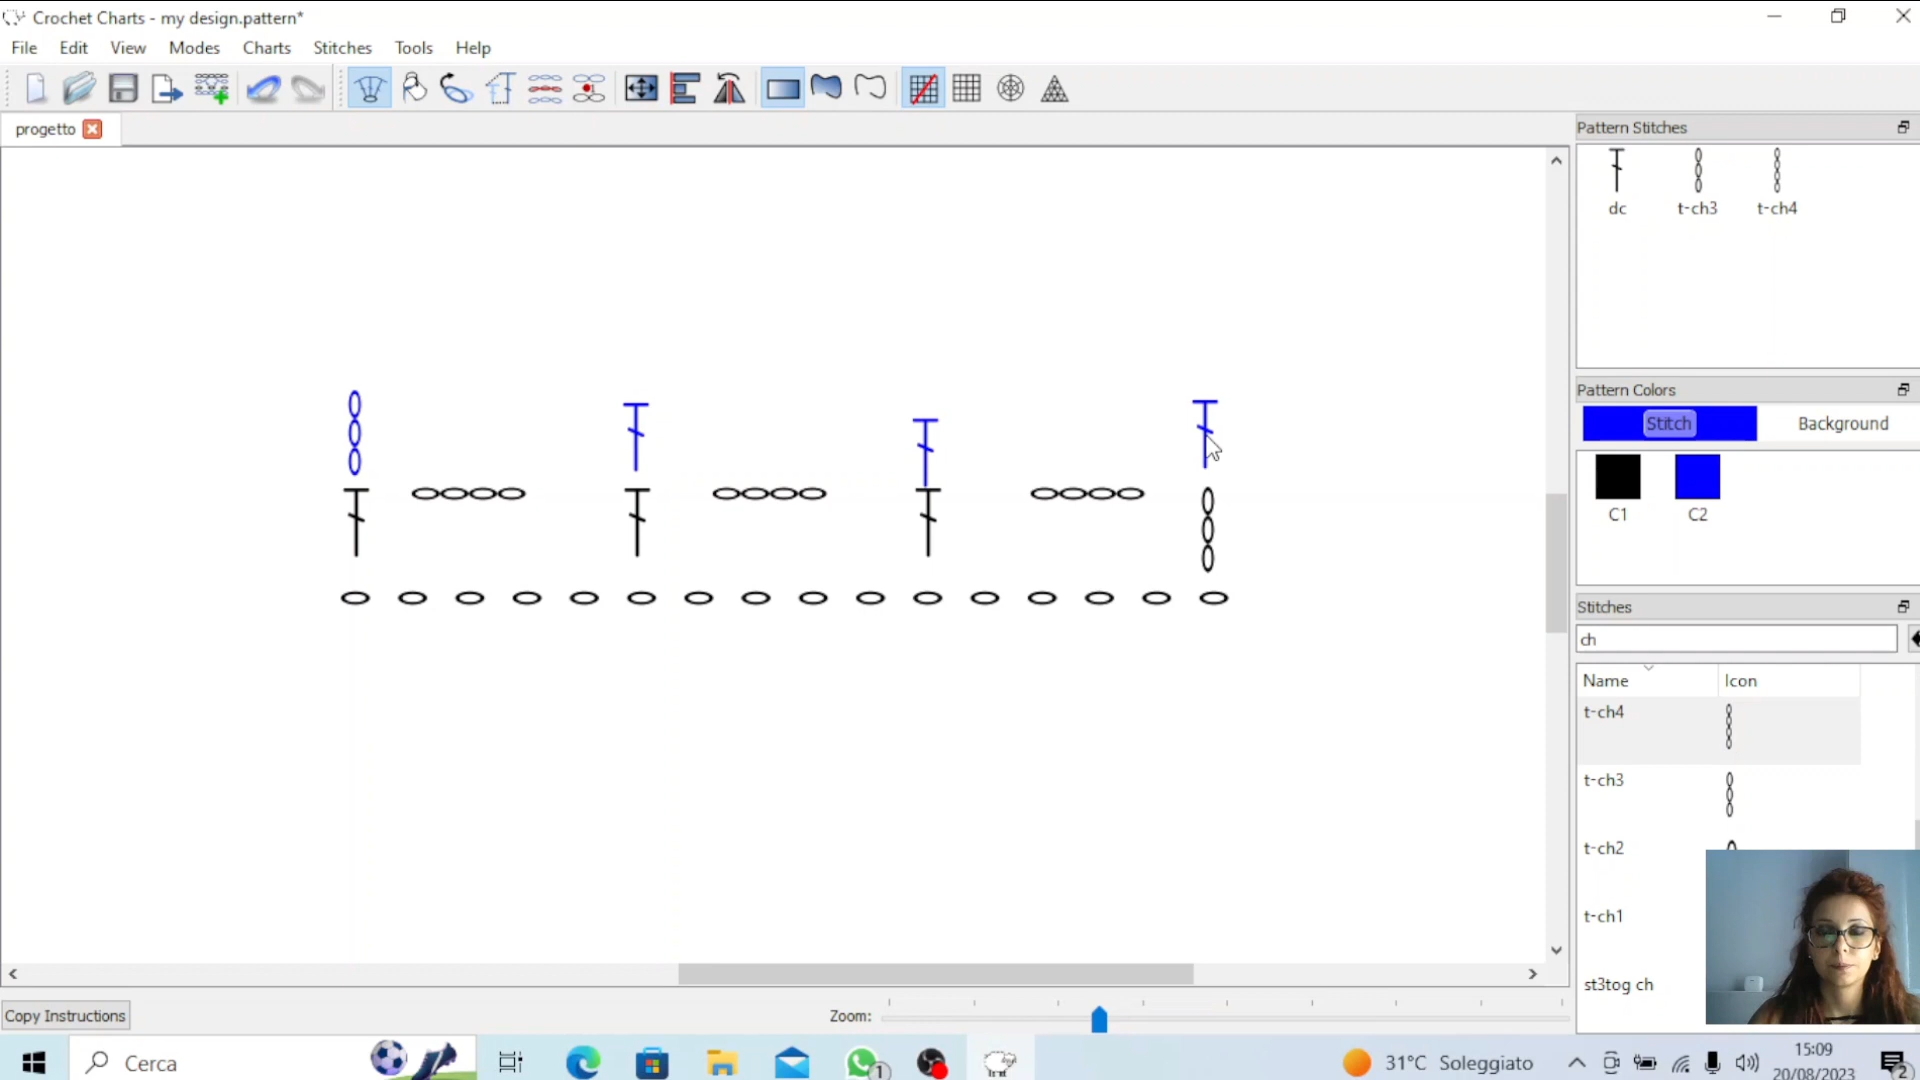 Crochet Charts - my design.pattern*
File Edit View Modes Charts Stitches Tools Help
progetto
Pattern Stitches
dc t-ch3 t-ch4
Pattern Colors
Stitch Background
C1 C2
Stitches
ch
Name Icon
t-ch4
t-ch3
t-ch2
t-ch1
st3tog ch
Copy Instructions
Zoom:
Cerca
1
31°C Soleggiato
15:09
20/08/2023
2